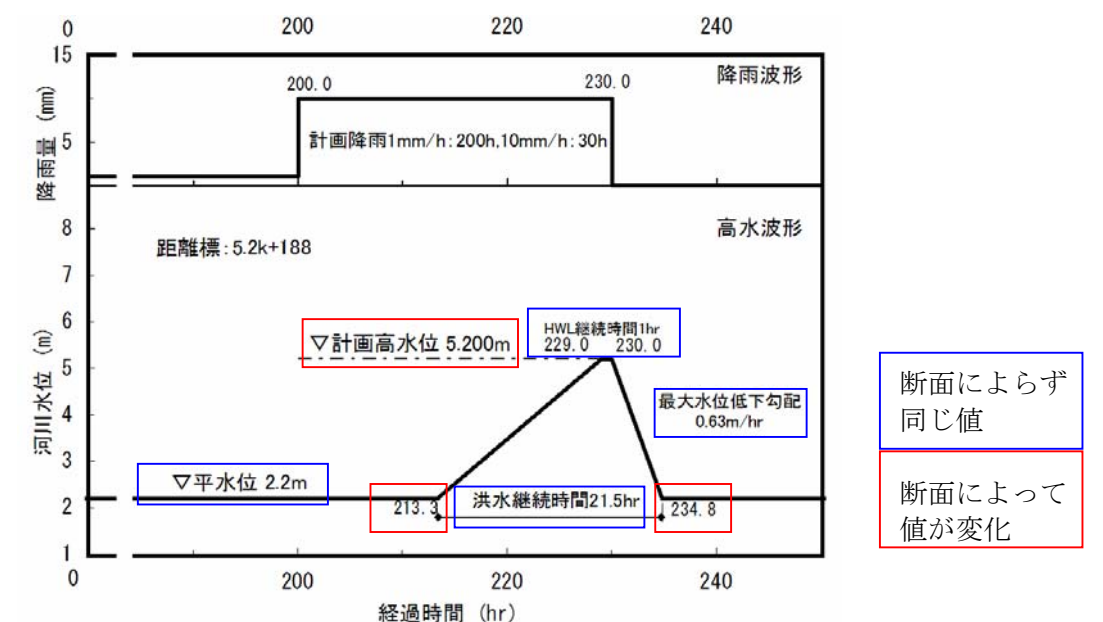 0 200 220 240
15
降雨波形
200.0 230.0
降雨量 (mm)
5
計画降雨1mm/h:200h,10mm/h:30h
8
高水波形
距離標:5.2k+188
7
6
HWL継続時間1hr
229.0 230.0
▽計画高水位 5.200m
5
河川水位 (m)
断面によらず
同じ値
最大水位低下勾配
0.63m/hr
4
3
▽平水位 2.2m
洪水継続時間21.5hr
断面によって
値が変化
2
213.3 234.8
1
0 200 220 240
経過時間 (hr)